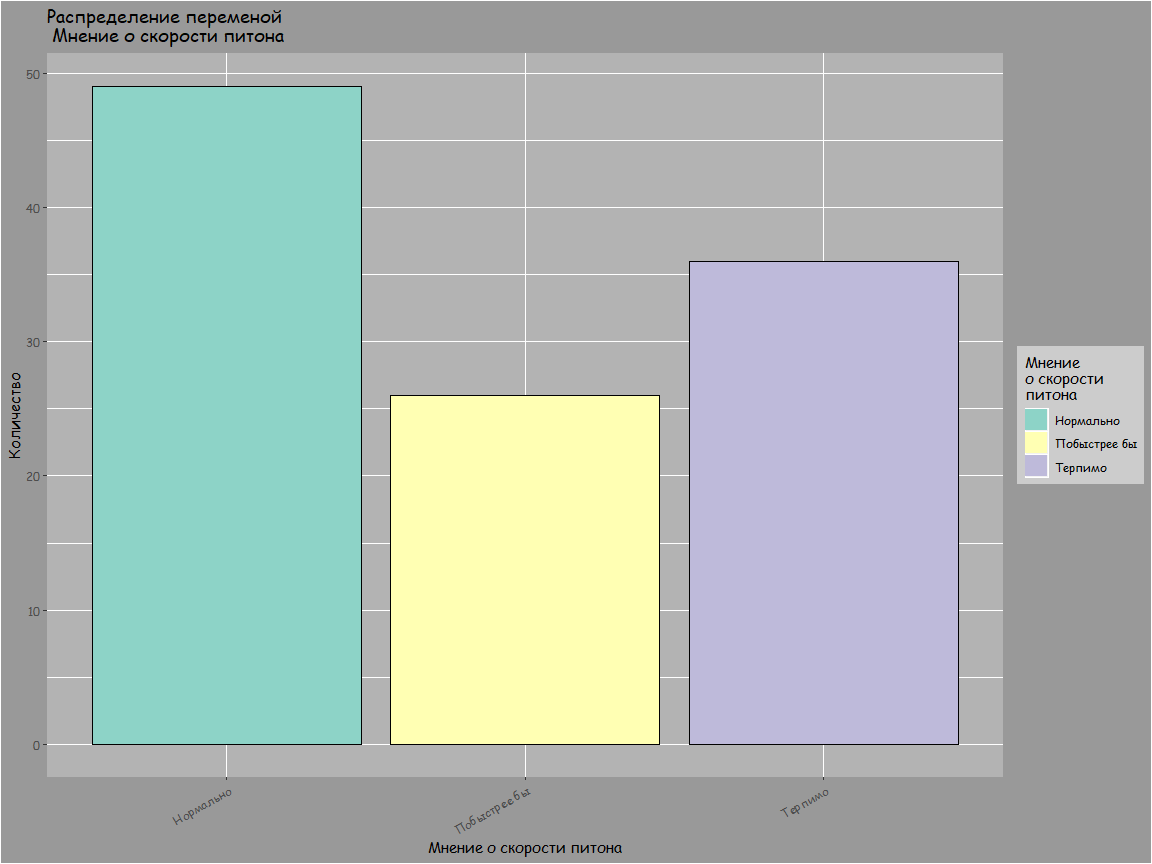 Распределение переменой
Мнение о скорости питона
Количество
50
40
30
20
10
0
Нормально
Побыстрее бы
Терпимо
Мнение о скорости питона
Мнение
о скорости
питона
Нормально
Побыстрее бы
Терпимо